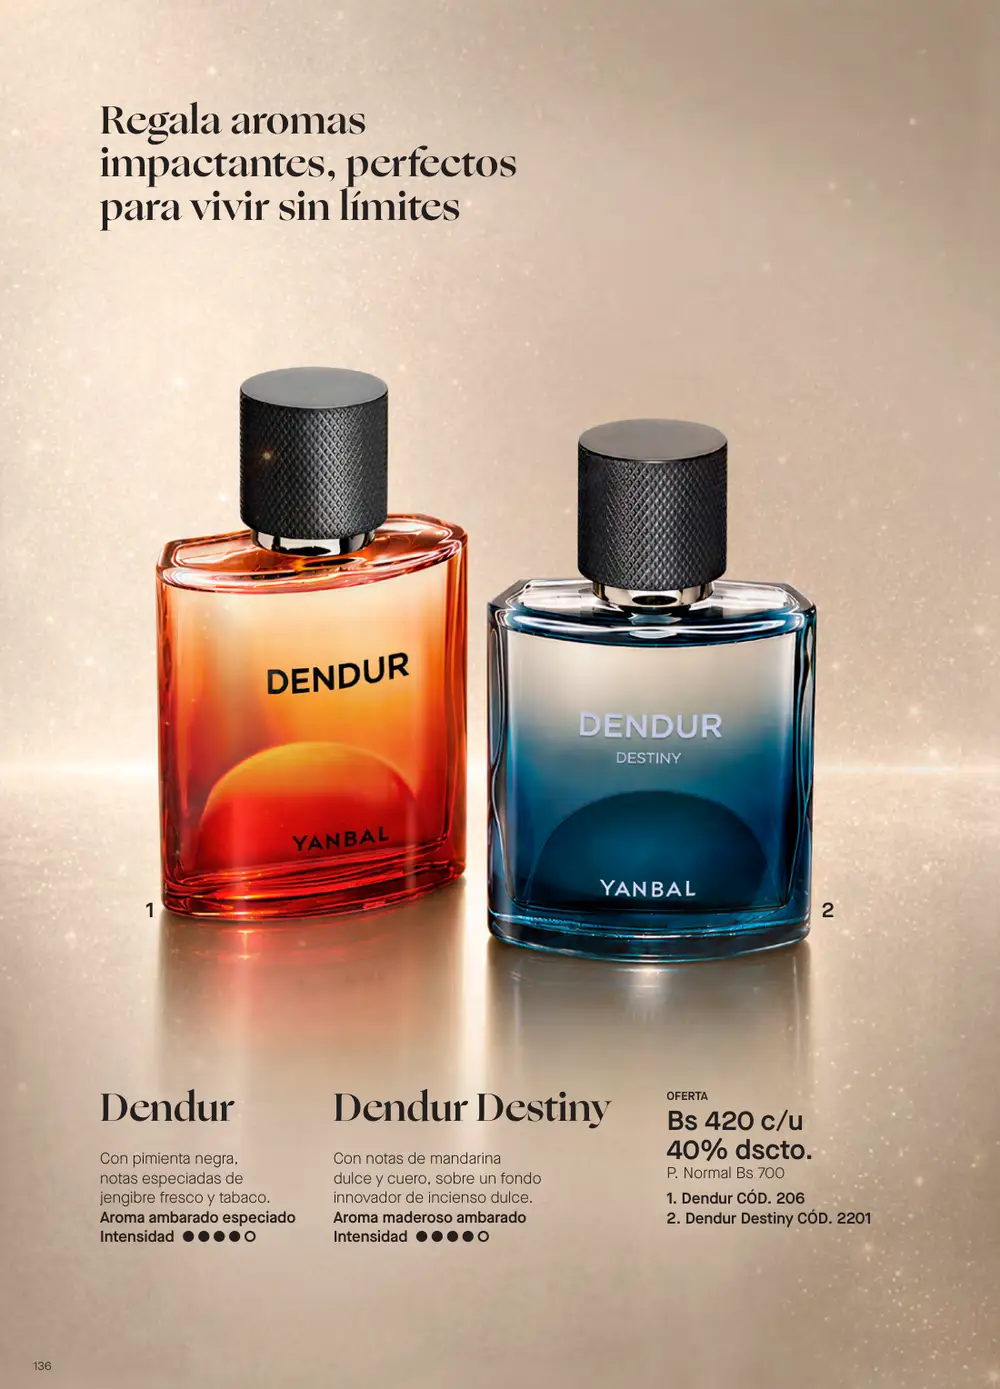 Regala aromas
impactantes, perfectos
para vivir sin límites
DENDUR
YANBAL
DENDUR
DESTINY
YANBAL
1
2
Dendur
Con pimienta negra,
notas especiadas de
jengibre fresco y tabaco.
Aroma ambarado especiado
Intensidad
Dendur Destiny
Con notas de mandarina
dulce y cuero, sobre un fondo
innovador de incienso dulce.
Aroma maderoso ambarado
Intensidad
OFERTA
Bs 420 c/u
40% dscto.
P. Normal Bs 700
1. Dendur CÓD. 206
2. Dendur Destiny CÓD. 2201
136